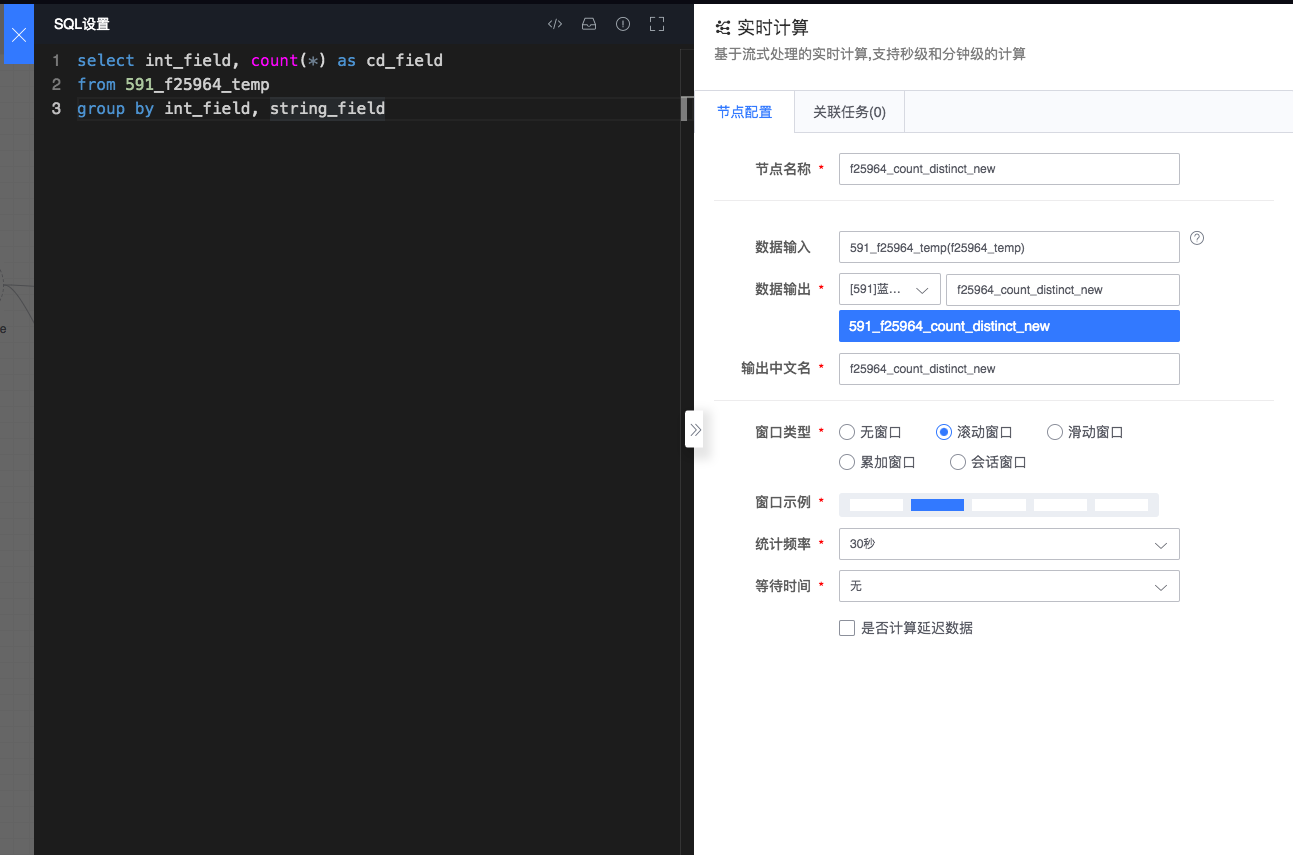 SQL设置
1 select int_field, count(*) as cd_field
2 from 591_f25964_temp
3 group by int_field, string_field
e
实时计算
基于流式处理的实时计算,支持秒级和分钟级的计算
节点配置 关联任务(0)
节点名称 * f25964_count_distinct_new
数据输入 591_f25964_temp(f25964_temp)
数据输出 * [591]蓝... f25964_count_distinct_new
591_f25964_count_distinct_new
输出中文名 * f25964_count_distinct_new
窗口类型 * 无窗口 滚动窗口 滑动窗口
累加窗口 会话窗口
窗口示例 *
统计频率 * 30秒
等待时间 * 无
是否计算延迟数据